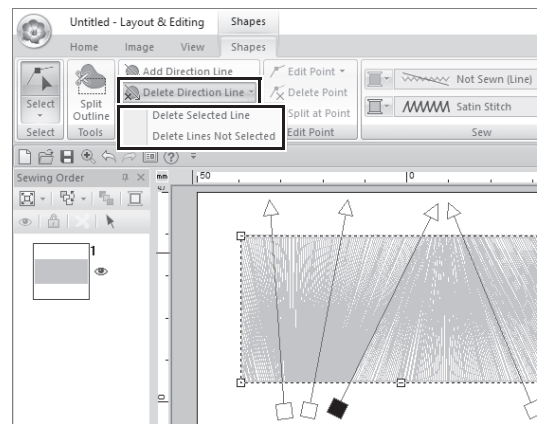 Untitled - Layout & Editing Shapes
Home Image View Shapes
Select
Split Outline
Add Direction Line
Delete Direction Line
Delete Selected Line
Delete Lines Not Selected
Edit Point
Delete Point
Split at Point
Not Sewn (Line)
Satin Stitch
Select Tools Edit Point Sew
Sewing Order
mm 50 0
1
0